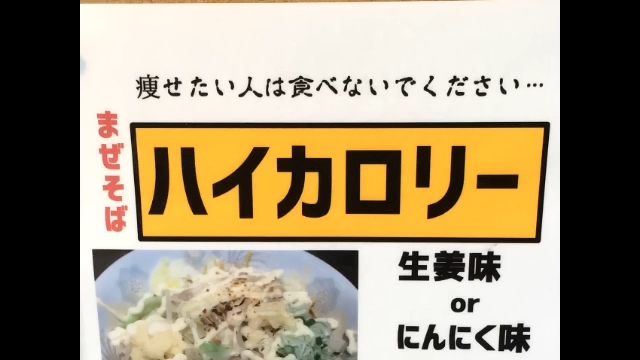 痩せたい人は食べないでください…
まぜそば
ハイカロリー
生姜味
or
にんにく味